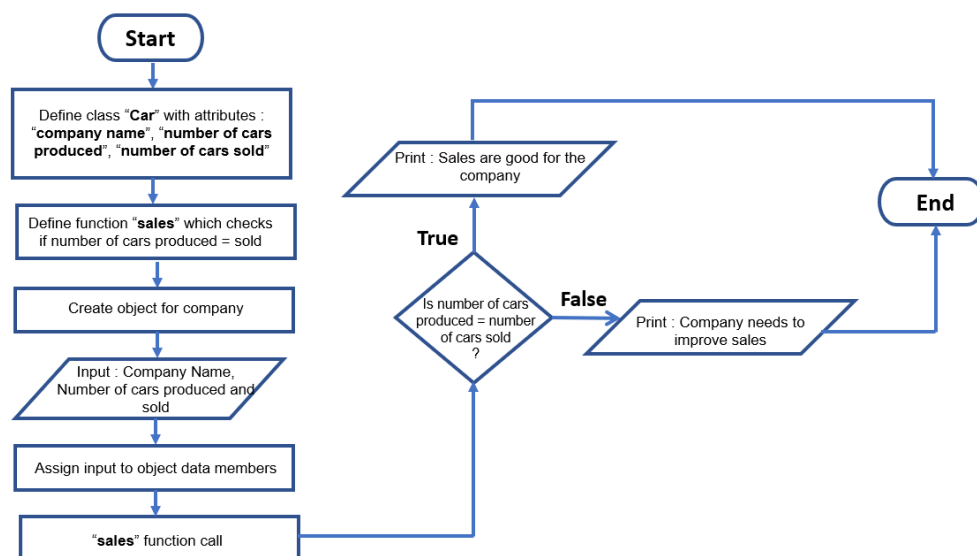 Start
Define class “Car” with attributes :
“company name”, “number of cars
produced”, “number of cars sold”
Define function “sales” which checks
if number of cars produced = sold
Create object for company
Input : Company Name,
Number of cars produced and
sold
Assign input to object data members
“sales” function call
Is number of cars
produced = number
of cars sold
?
True
Print : Sales are good for the
company
False
Print : Company needs to
improve sales
End